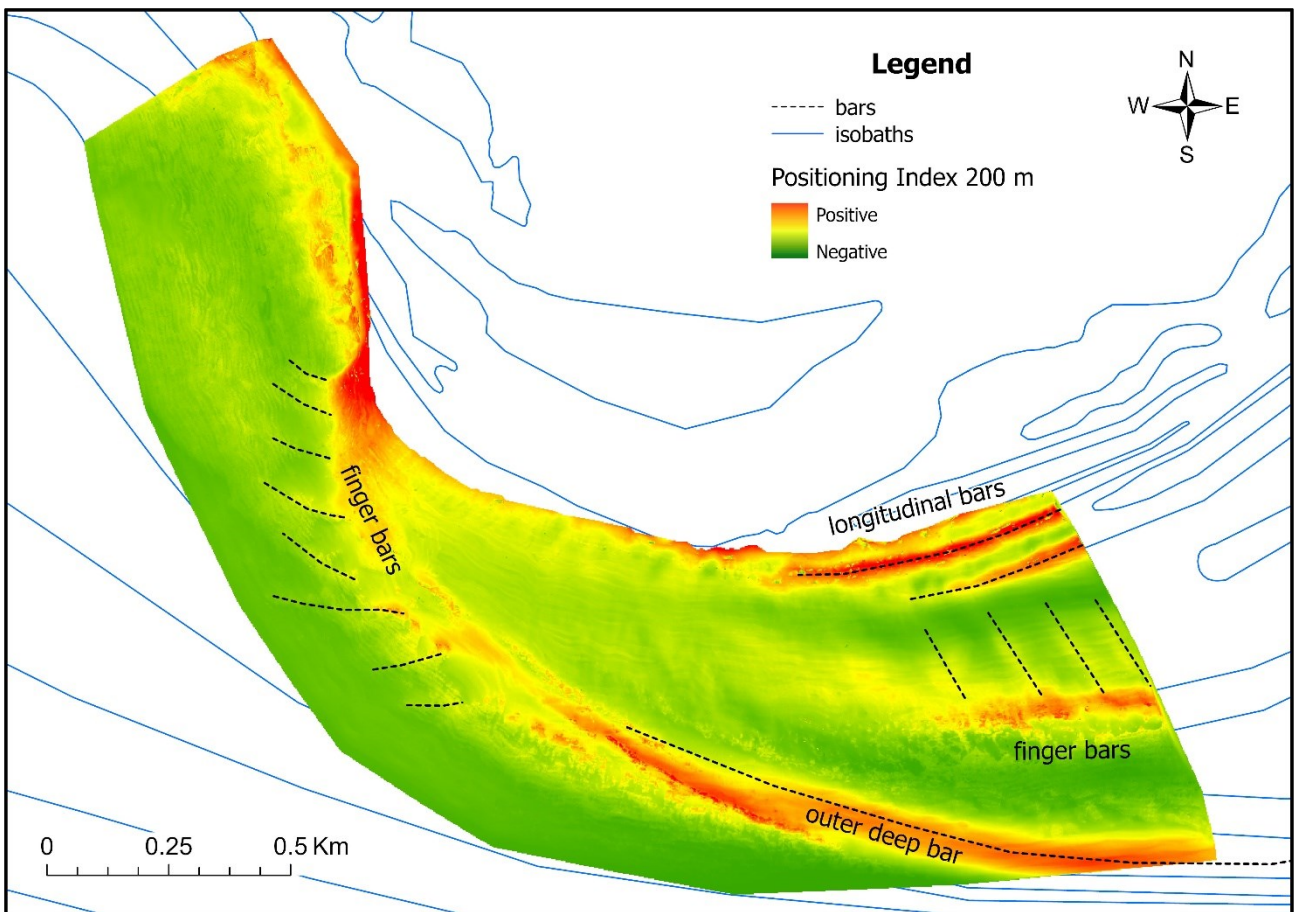 Legend
bars
isobaths
Positioning Index 200 m
Positive
Negative
N
W E
S
finger bars
longitudinal bars
finger bars
outer deep bar
0 0.25 0.5 Km